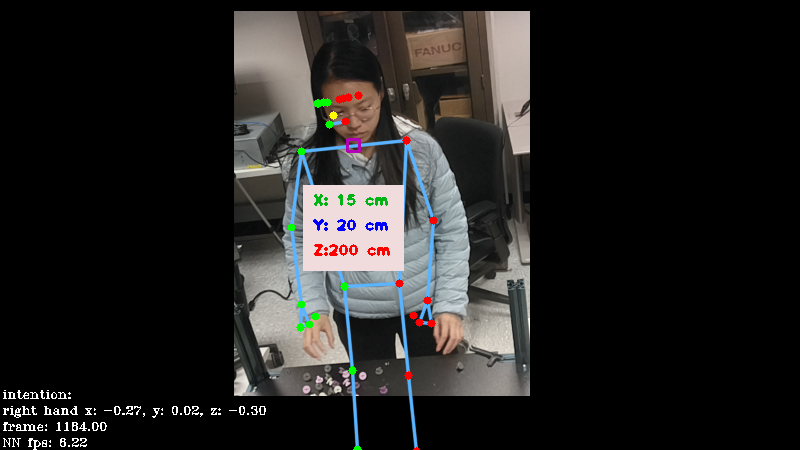 FANUC
X: 15 cm
Y: 20 cm
Z:200 cm
intention:
right hand x: −0.27, y: 0.02, z: −0.30
frame: 1184.00
NN fps: 6.22